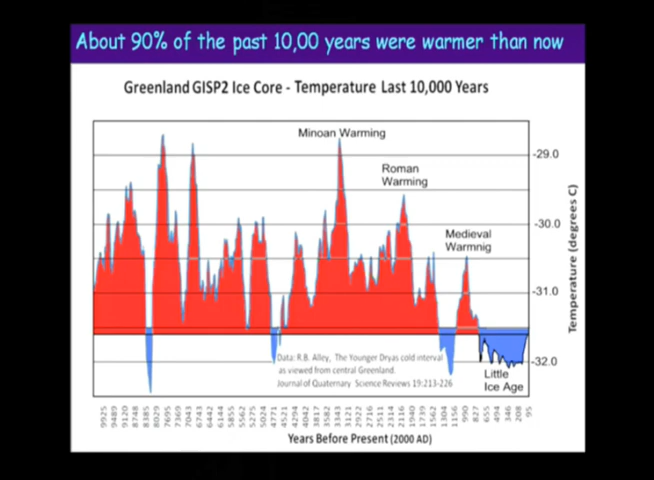 About 90% of the past 10,00 years were warmer than now
Greenland GISP2 Ice Core - Temperature Last 10,000 Years
Minoan Warming
-29.0
Roman
Warming
-30.0
Medieval
Warmnig
-31.0
-32.0
Temperature (degrees C)
Data: R.B. Alley, The Younger Dryas cold interval
as viewed from central Greenland.
Journal of Quaternary Science Reviews 19:213-226
Little
Ice Age
9925 9489 9120 8748 8385 8029 7695 7369 7043 6743 6442 6144 5855 5562 5275 5024 4771 4521 4294 4042 3817 3582 3343 3121 2922 2716 2511 2314 2116 1940 1739 1562 1304 1156 990 827 655 494 346 208 95
Years Before Present (2000 AD)